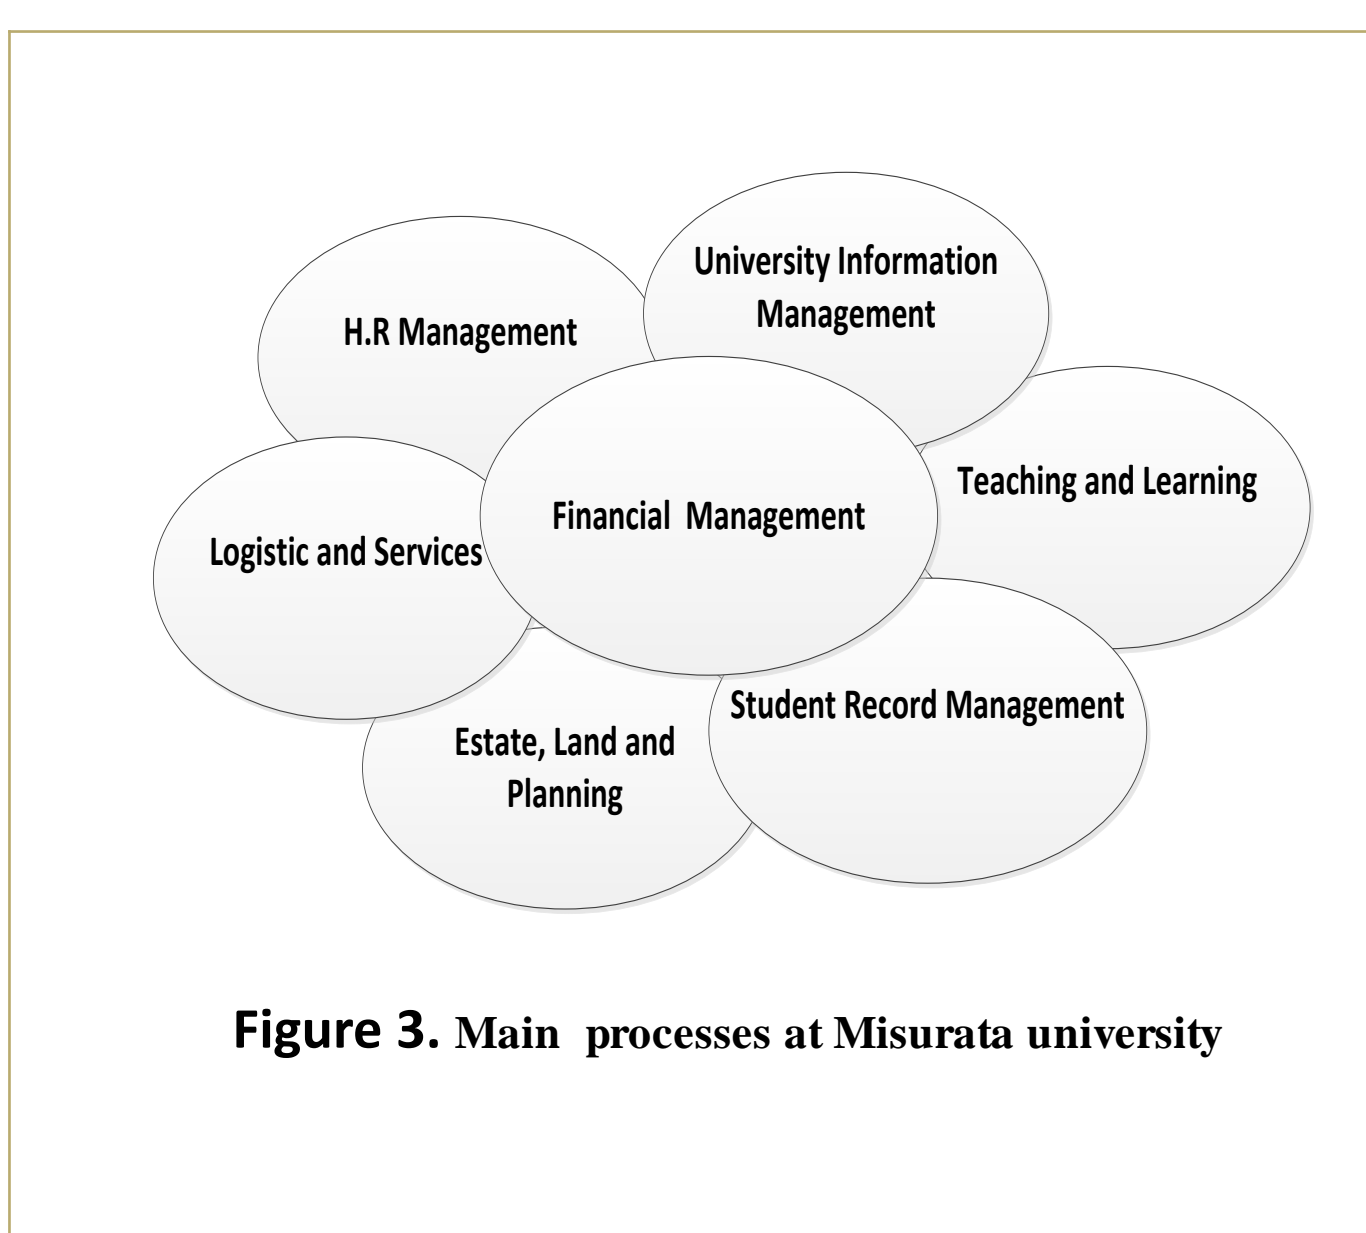 University Information
Management
H.R Management
Teaching and Learning
Financial  Management
Logistic and Services
Student Record Management
Estate, Land and
Planning
Figure 3. Main  processes at Misurata university